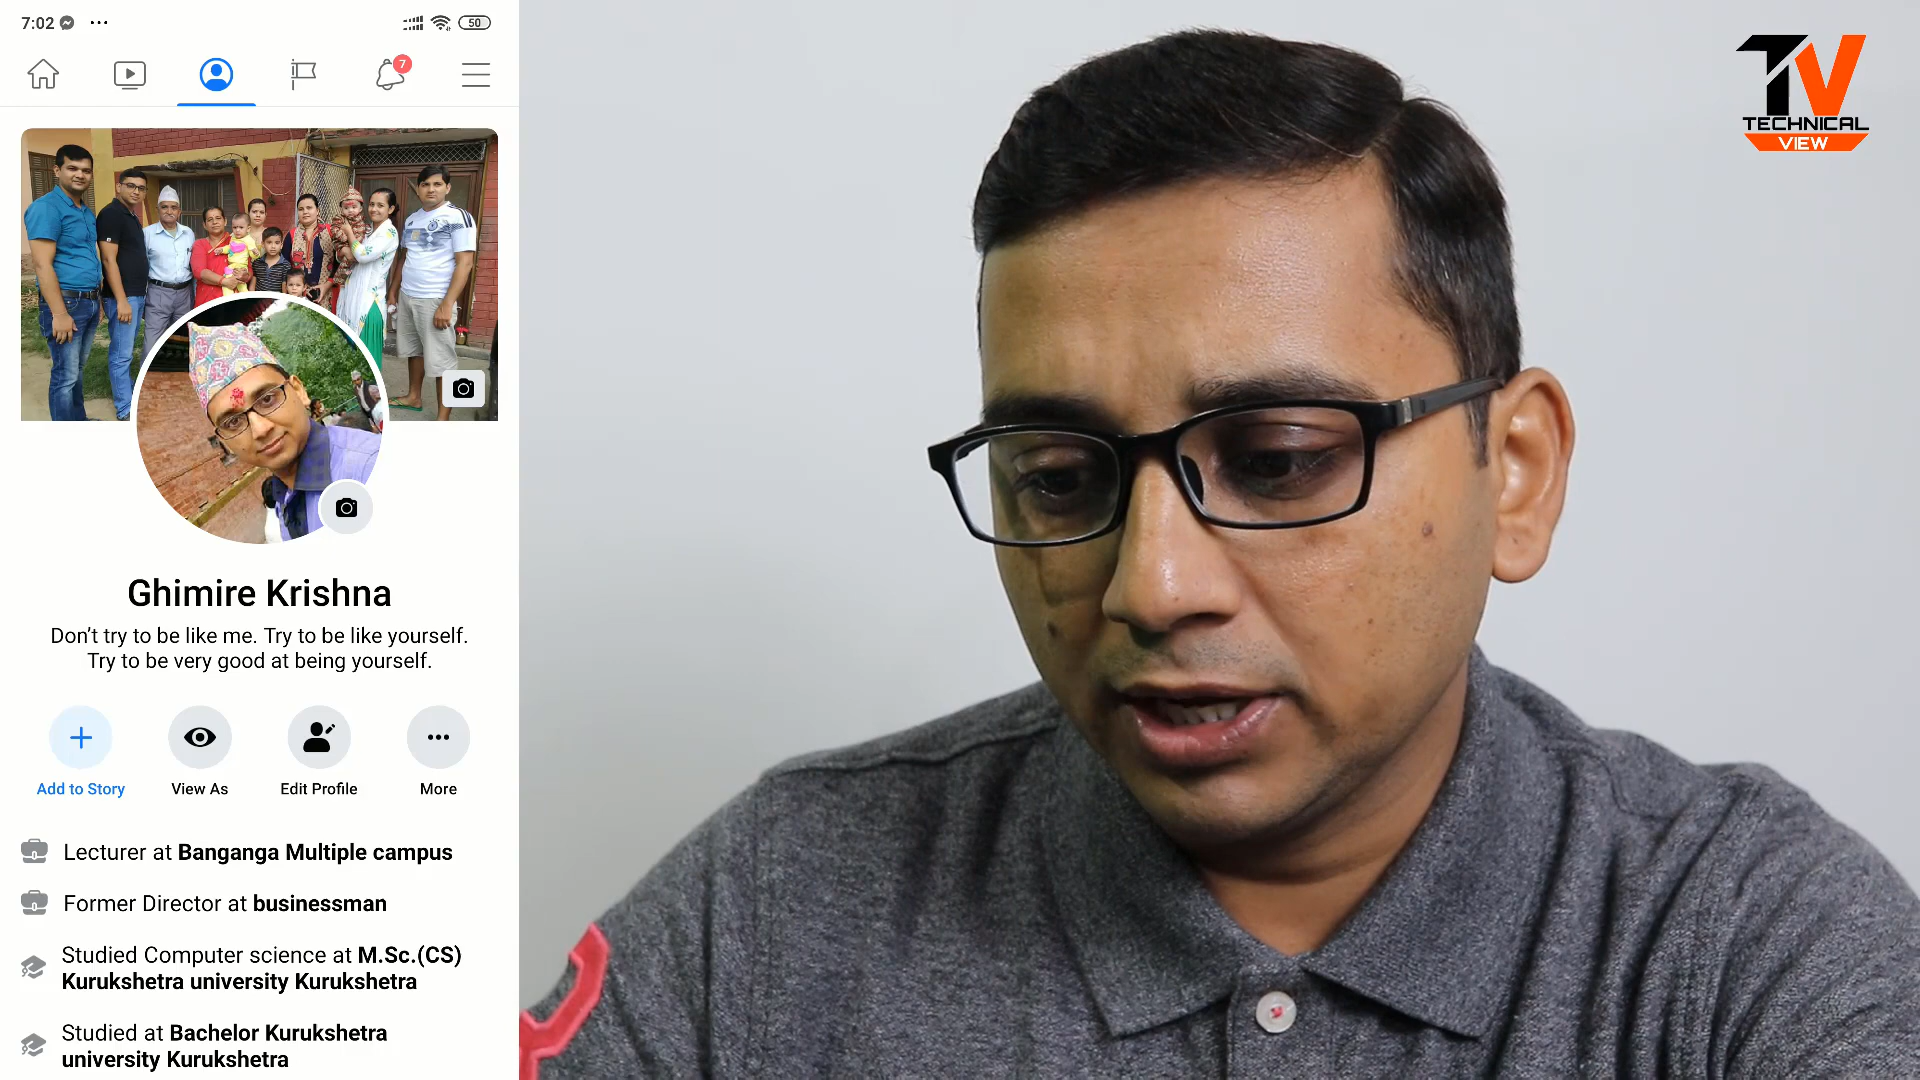 7:02
50
7
TV
TECHNICAL
VIEW
Ghimire Krishna
Don’t try to be like me. Try to be like yourself.
Try to be very good at being yourself.
Add to Story
View As
Edit Profile
More
Lecturer at Banganga Multiple campus
Former Director at businessman
Studied Computer science at M.Sc.(CS)
Kurukshetra university Kurukshetra
Studied at Bachelor Kurukshetra
university Kurukshetra